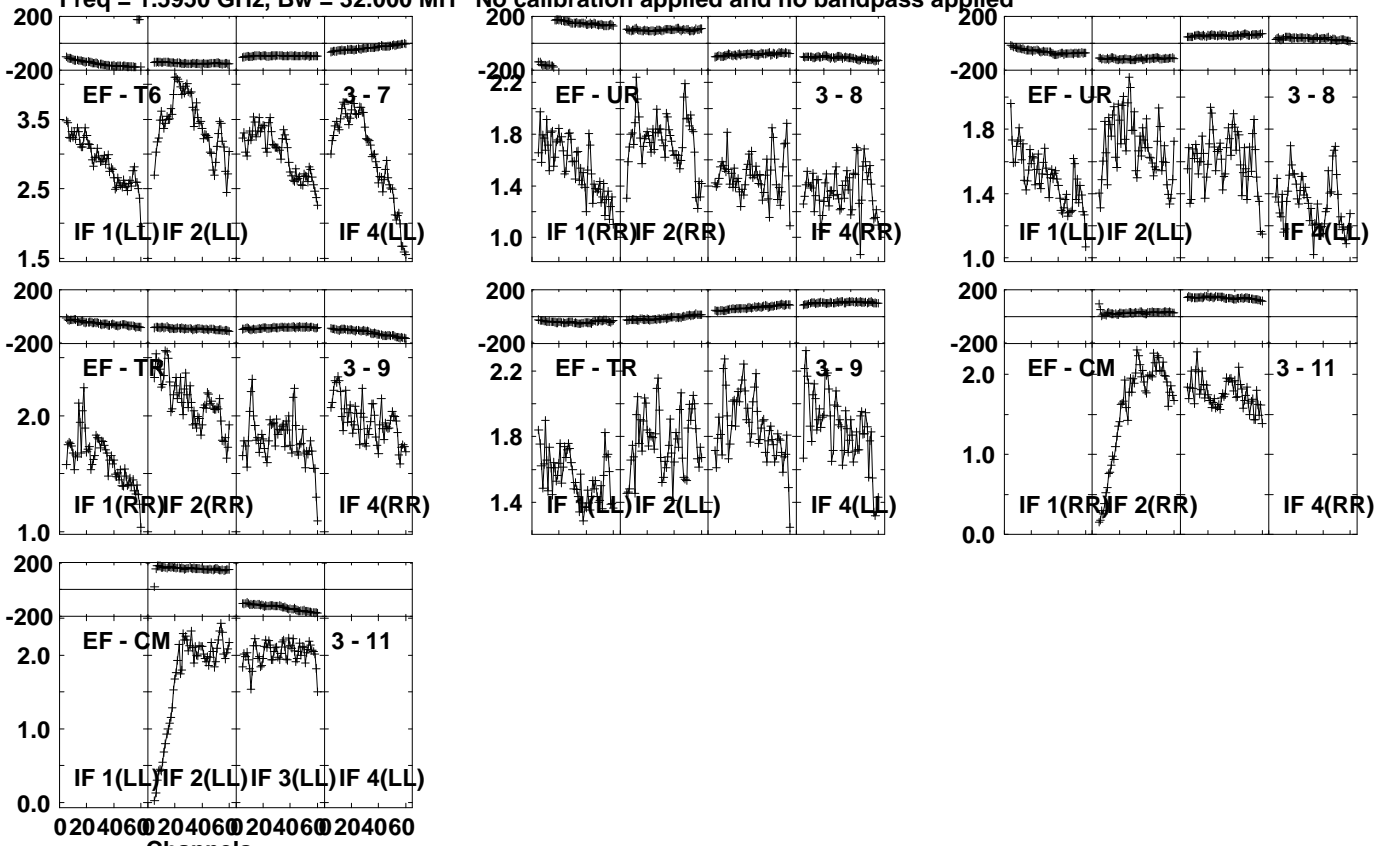 Freq = 1.5950 GHz, Bw = 32.000 MH No calibration applied and no bandpass applied
200
-200
EF - T6
3 - 7
3.5
2.5
1.5
IF 1(LL) IF 2(LL) IF 4(LL)
200
-200
2.2
EF - UR
3 - 8
1.8
1.4
1.0
IF 1(RR) IF 2(RR) IF 4(RR)
200
-200
EF - UR
3 - 8
1.8
1.4
1.0
IF 1(LL) IF 2(LL) IF 4(LL)
200
-200
EF - TR
3 - 9
2.0
1.0
IF 1(RR) IF 2(RR) IF 4(RR)
200
-200
EF - TR
3 - 9
2.2
1.8
1.4
IF 1(LL) IF 2(LL) IF 4(LL)
200
-200
EF - CM
3 - 11
2.0
1.0
0.0
IF 1(RR) IF 2(RR) IF 4(RR)
200
-200
EF - CM
3 - 11
2.0
1.0
0.0
IF 1(LL) IF 2(LL) IF 3(LL) IF 4(LL)
0 20 40 60 0 20 40 60 0 20 40 60 0 20 40 60
Channels